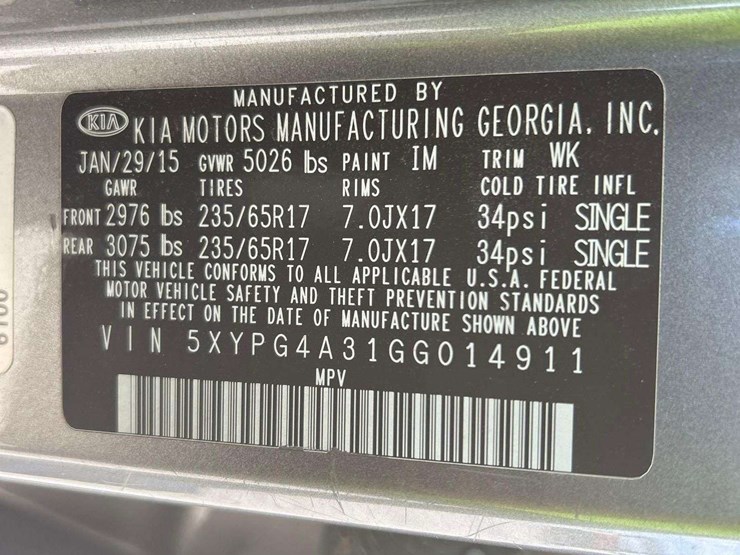 MANUFACTURED BY
KIA KIA MOTORS MANUFACTURING GEORGIA, INC.
JAN/29/15 GVWR 5026 lbs PAINT IM TRIM WK
GAWR TIRES RIMS COLD TIRE INFL
FRONT 2976 lbs 235/65R17 7.0JX17 34psi SINGLE
REAR 3075 lbs 235/65R17 7.0JX17 34psi SINGLE
THIS VEHICLE CONFORMS TO ALL APPLICABLE U.S.A. FEDERAL
MOTOR VEHICLE SAFETY AND THEFT PREVENTION STANDARDS
IN EFFECT ON THE DATE OF MANUFACTURE SHOWN ABOVE
VIN 5XYPG4A31GG014911
MPV